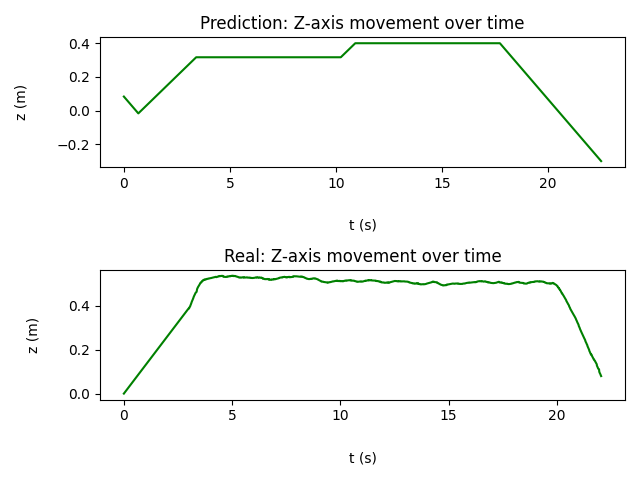 Prediction: Z-axis movement over time
0.4
0.2
0.0
−0.2
z (m)
0 5 10 15 20
t (s)
Real: Z-axis movement over time
0.4
0.2
0.0
z (m)
0 5 10 15 20
t (s)